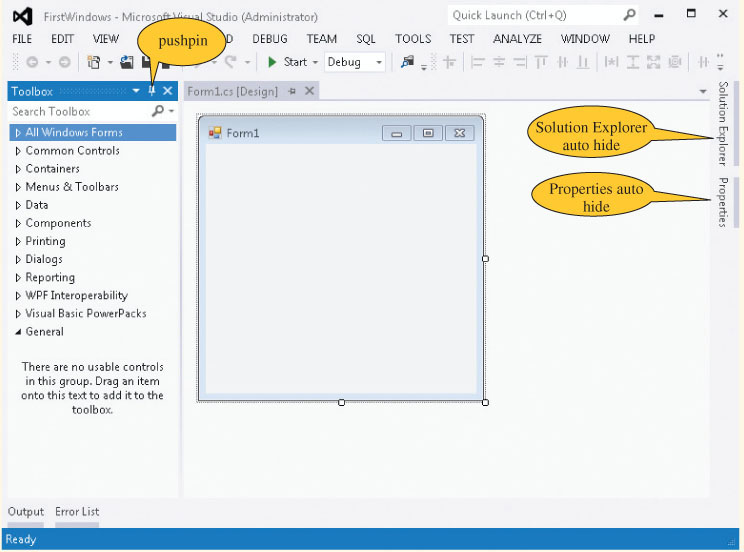 FirstWindows - Microsoft Visual Studio (Administrator)
Quick Launch (Ctrl+Q)
FILE EDIT VIEW D DEBUG TEAM SQL TOOLS TEST ANALYZE WINDOW HELP
pushpin
Start Debug
Toolbox
Form1.cs [Design]
Search Toolbox
All Windows Forms
Common Controls
Containers
Menus & Toolbars
Data
Components
Printing
Dialogs
Reporting
WPF Interoperability
Visual Basic PowerPacks
General
There are no usable controls
in this group. Drag an item
onto this text to add it to the
toolbox.
Form1
Solution Explorer
auto hide
Properties auto
hide
Solution Explorer
Properties
Output Error List
Ready